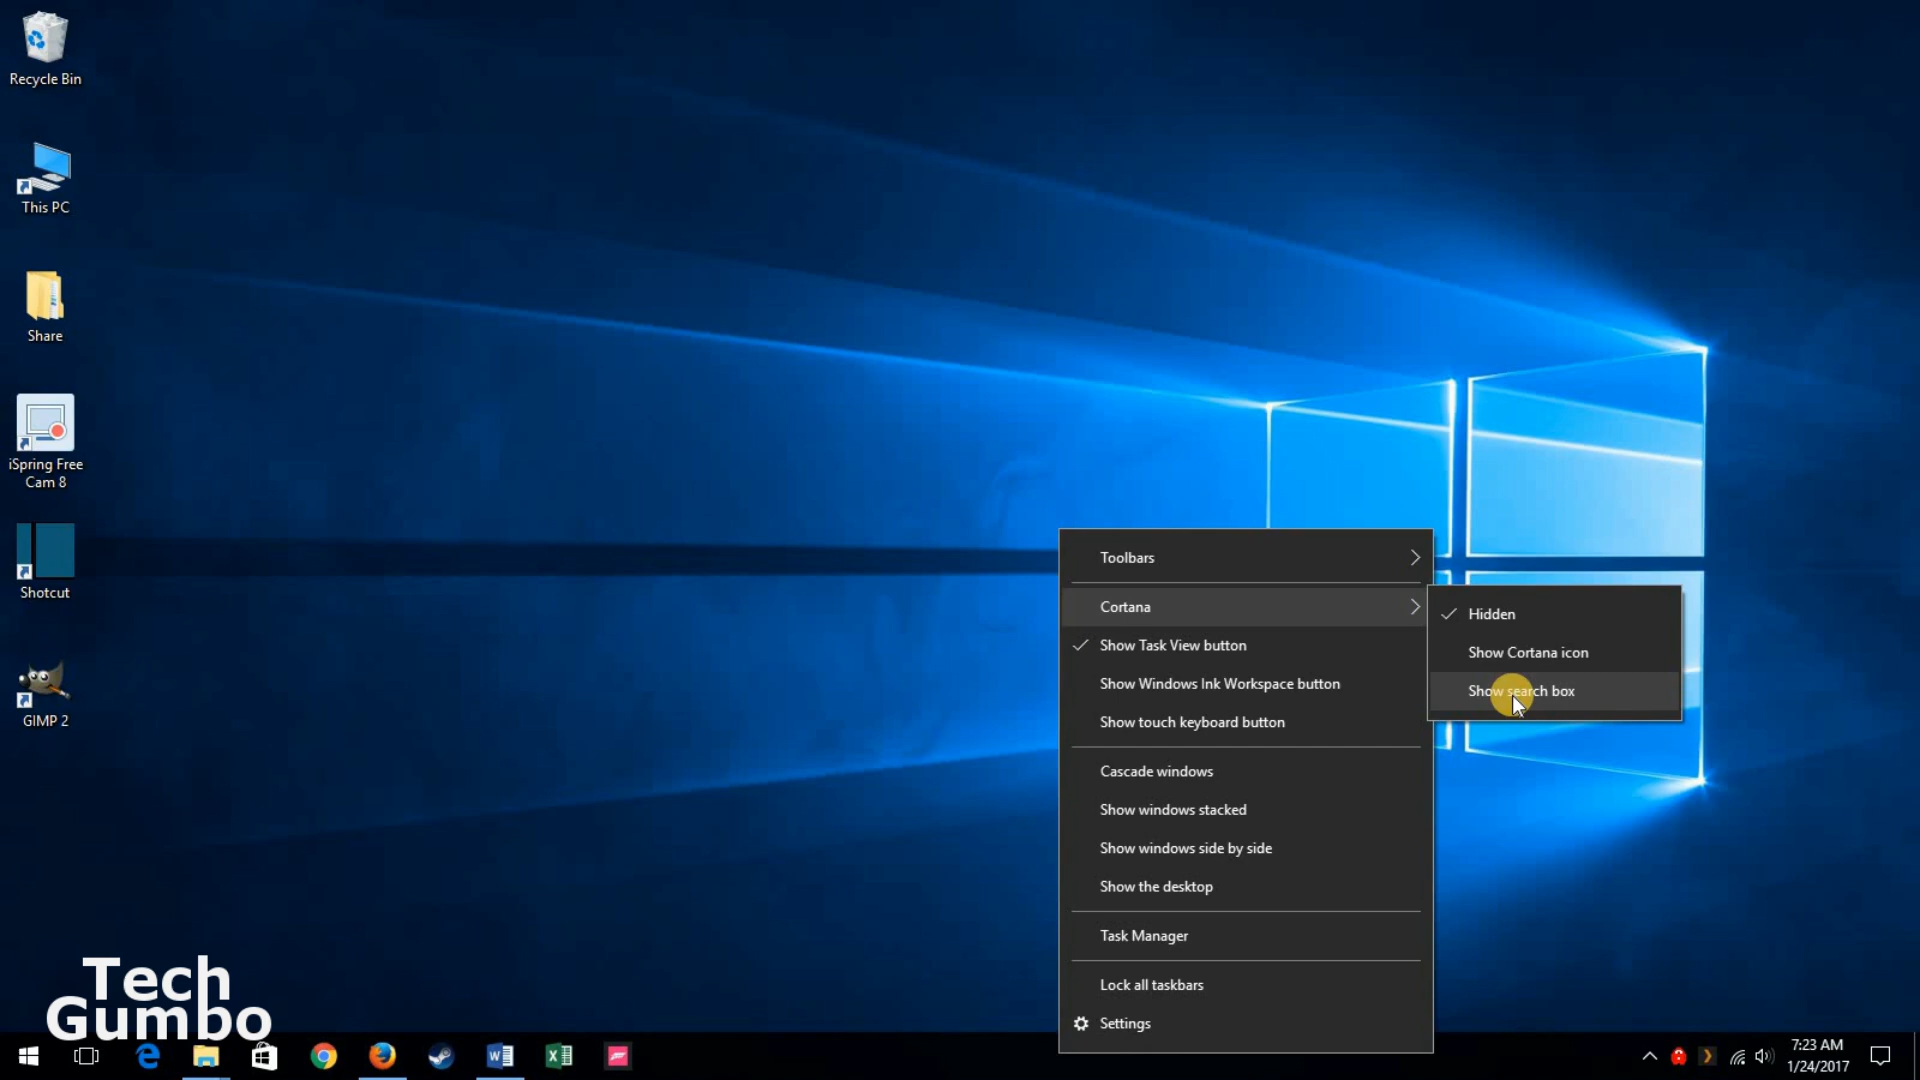 Recycle Bin
This PC
Share
iSpring Free
Cam 8
Shotcut
GIMP 2
Toolbars
Cortana
Show Task View button
Show Windows Ink Workspace button
Show touch keyboard button
Cascade windows
Show windows stacked
Show windows side by side
Show the desktop
Task Manager
Lock all taskbars
Settings
Hidden
Show Cortana icon
Show search box
Tech
Gumbo
7:23 AM
1/24/2017